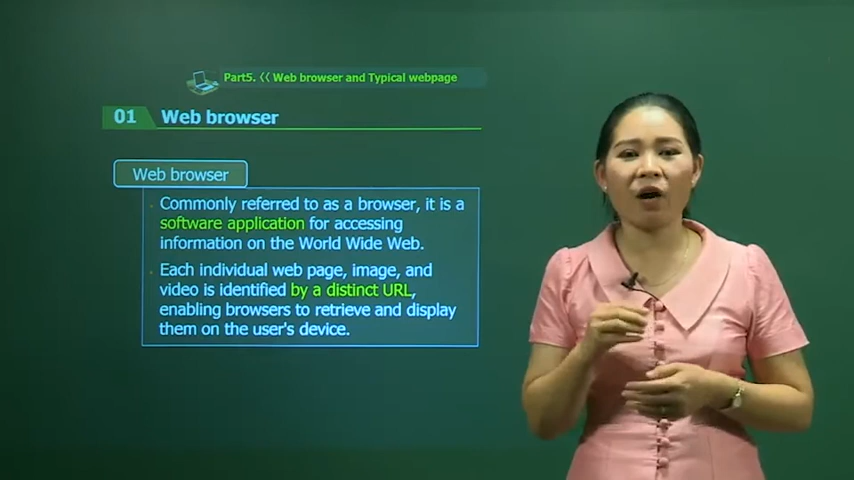 Part5. 〈〈 Web browser and Typical webpage
01 Web browser
Web browser
Commonly referred to as a browser, it is a
software application for accessing
information on the World Wide Web.
Each individual web page, image, and
video is identified by a distinct URL,
enabling browsers to retrieve and display
them on the user's device.